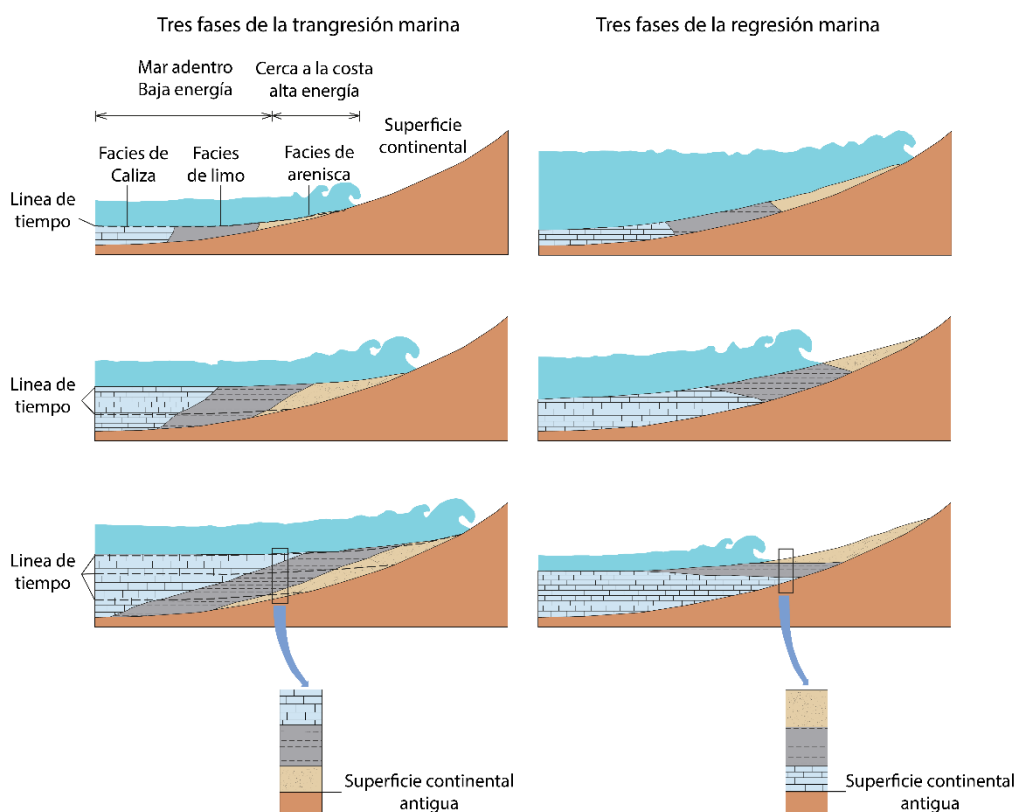 Tres fases de la trangresión marina
Tres fases de la regresión marina
Mar adentro
Baja energía
Cerca a la costa
alta energía
Superficie
continental
Facies de
Caliza
Facies
de limo
Facies de
arenisca
Linea de
tiempo
Linea de
tiempo
Linea de
tiempo
Superficie continental
antigua
Superficie continental
antigua